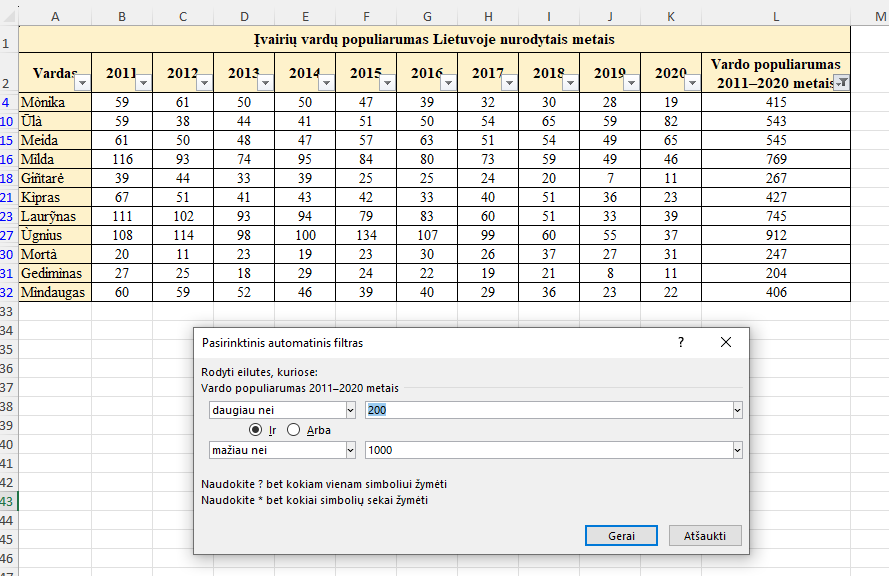 A B C D E F G H I J K L M
1 Įvairių vardų populiarumas Lietuvoje nurodytais metais
Vardo populiarumas
2 Vardas 2011 2012 2013 2014 2015 2016 2017 2018 2019 2020 2011–2020 metais
4 Mònika 59 61 50 50 47 39 32 30 28 19 415
10 Ūlà 59 38 44 41 51 50 54 65 59 82 543
15 Meida 61 50 48 47 57 63 51 54 49 65 545
16 Milda 116 93 74 95 84 80 73 59 49 46 769
18 Giñtarė 39 44 33 39 25 25 24 20 7 11 267
21 Kipras 67 51 41 43 42 33 40 51 36 23 427
23 Laurỹnas 111 102 93 94 79 83 60 51 33 39 745
27 Ùgnius 108 114 98 100 134 107 99 60 55 37 912
30 Mortà 20 11 23 19 23 30 26 37 27 31 247
31 Gediminas 27 25 18 29 24 22 19 21 8 11 204
32 Mindaugas 60 59 52 46 39 40 29 36 23 22 406
33
34
Pasirinktinis automatinis filtras ?
35
36
Rodyti eilutes, kuriose:
37
Vardo populiarumas 2011–2020 metais
38
daugiau nei 200
39
Ir Arba
40
mažiau nei 1000
41
42
Naudokite ? bet kokiam vienam simboliui žymėti
43
Naudokite * bet kokiai simbolių sekai žymėti
44
45
Gerai Atšaukti
46
47